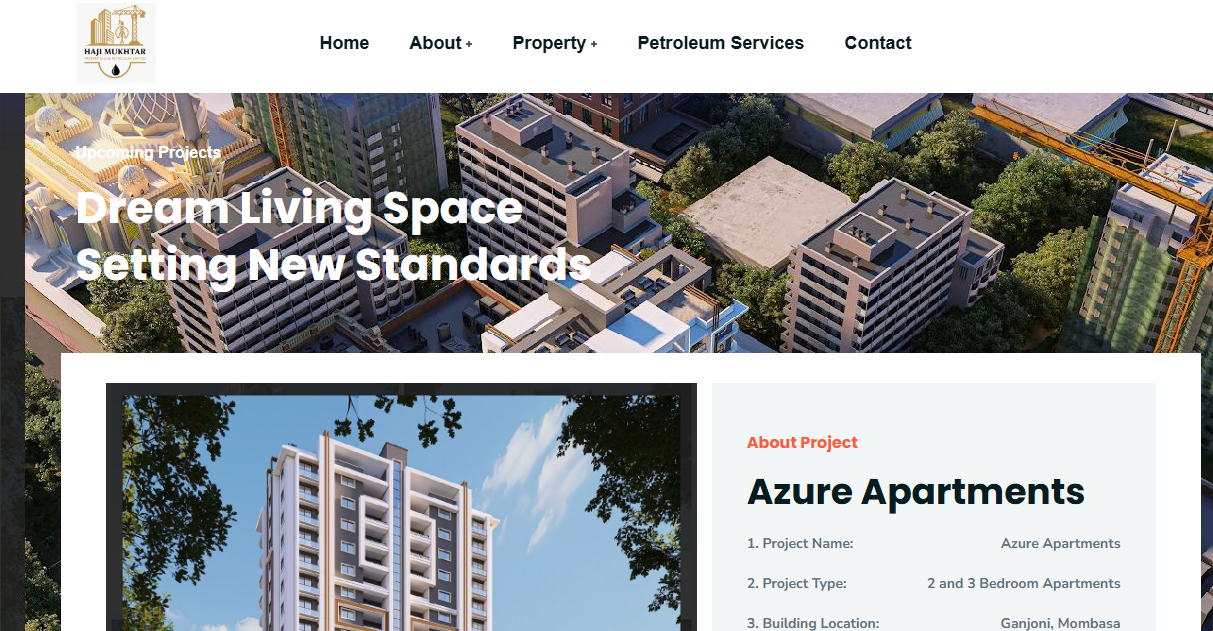 HAJI MUKHTAR
Home
About +
Property +
Petroleum Services
Contact
Upcoming Projects
Dream Living Space
Setting New Standards
About Project
Azure Apartments
1. Project Name: Azure Apartments
2. Project Type: 2 and 3 Bedroom Apartments
3. Building Location: Ganjoni, Mombasa